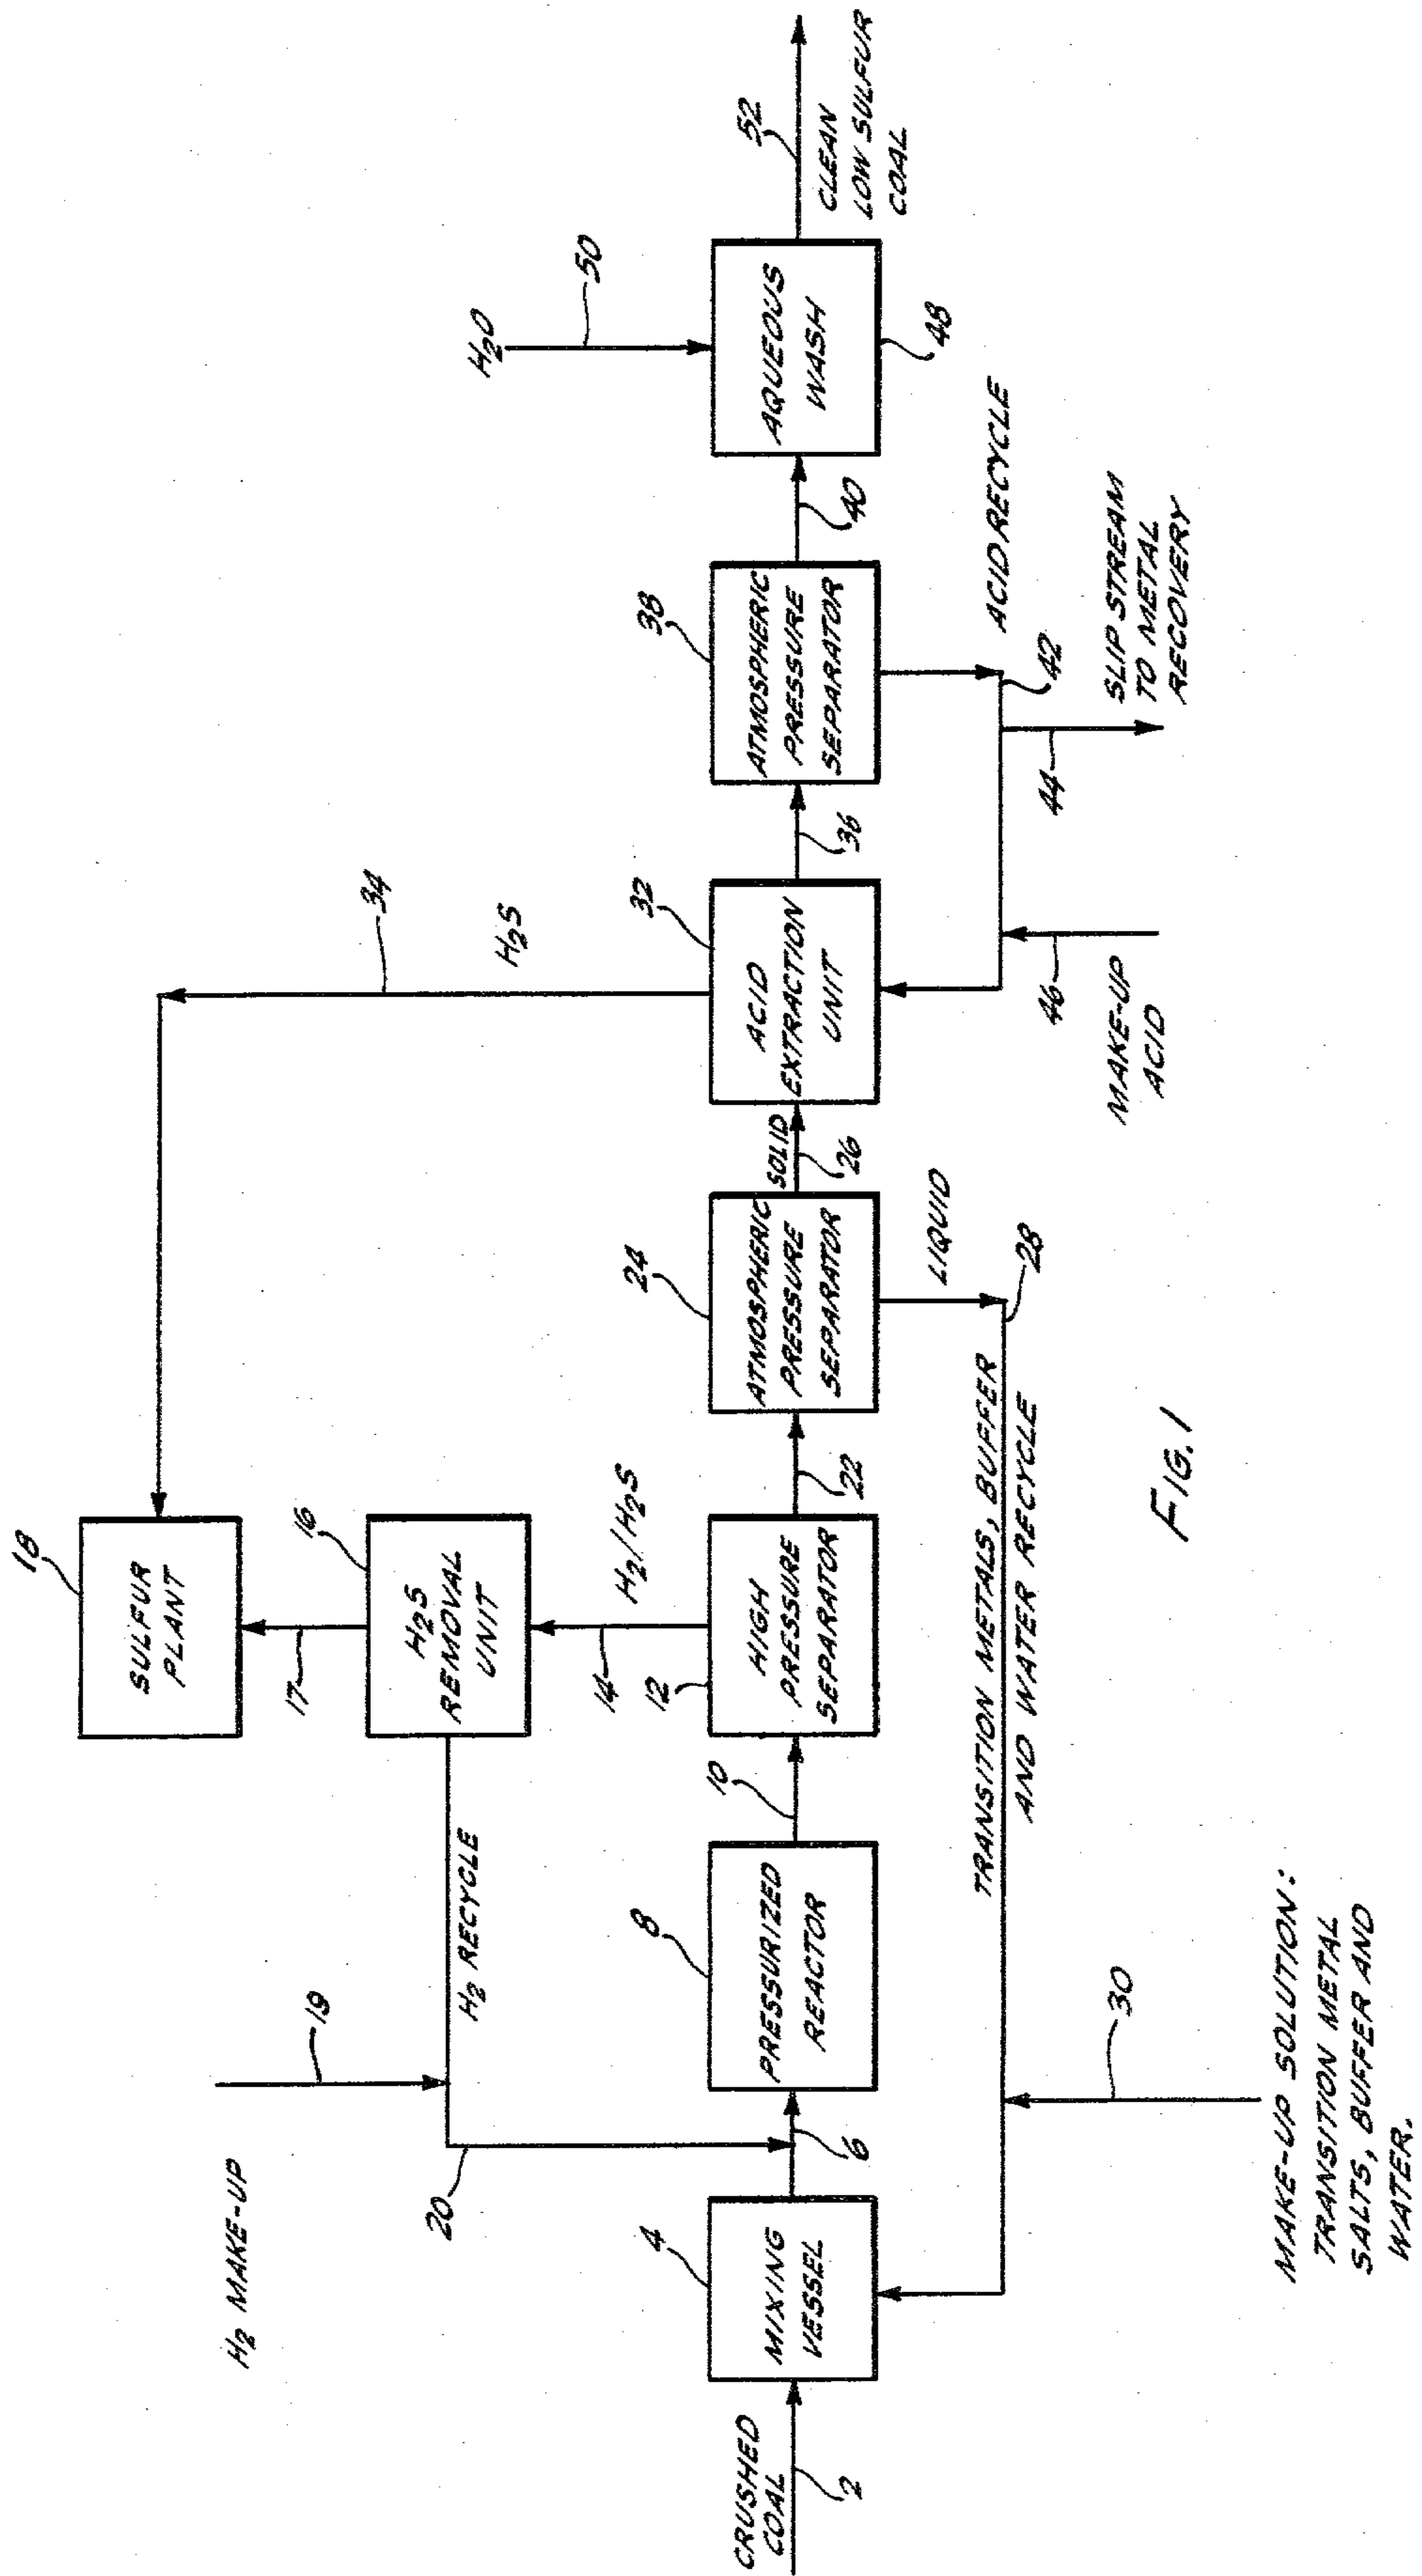 18
SULFUR
PLANT
17
16
H2S
REMOVAL
UNIT
14
H2/H2S
34
H2S
H2 MAKE-UP
19
H2 RECYCLE
20
CRUSHED
COAL
2
4
MIXING
VESSEL
6
8
PRESSURIZED
REACTOR
10
12
HIGH
PRESSURE
SEPARATOR
22
24
ATMOSPHERIC
PRESSURE
SEPARATOR
SOLID
26
32
ACID
EXTRACTION
UNIT
36
38
ATMOSPHERIC
PRESSURE
SEPARATOR
40
H2O
50
AQUEOUS
WASH
48
52
CLEAN
LOW SULFUR
COAL
LIQUID
28
TRANSITION METALS, BUFFER
AND WATER RECYCLE
30
MAKE-UP SOLUTION:
TRANSITION METAL
SALTS, BUFFER AND
WATER.
ACID RECYCLE
42
44
SLIP STREAM
TO METAL
RECOVERY
46
MAKE-UP
ACID
FIG. 1